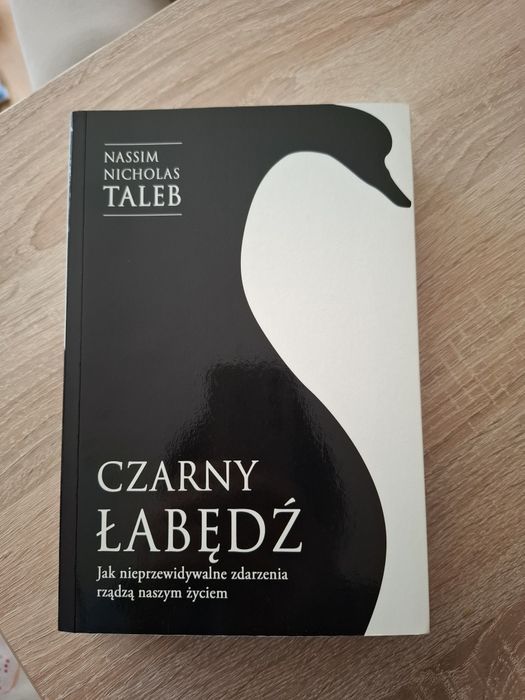 NASSIM
NICHOLAS
TALEB
CZARNY
ŁABĘDŹ
Jak nieprzewidywalne zdarzenia
rządzą naszym życiem